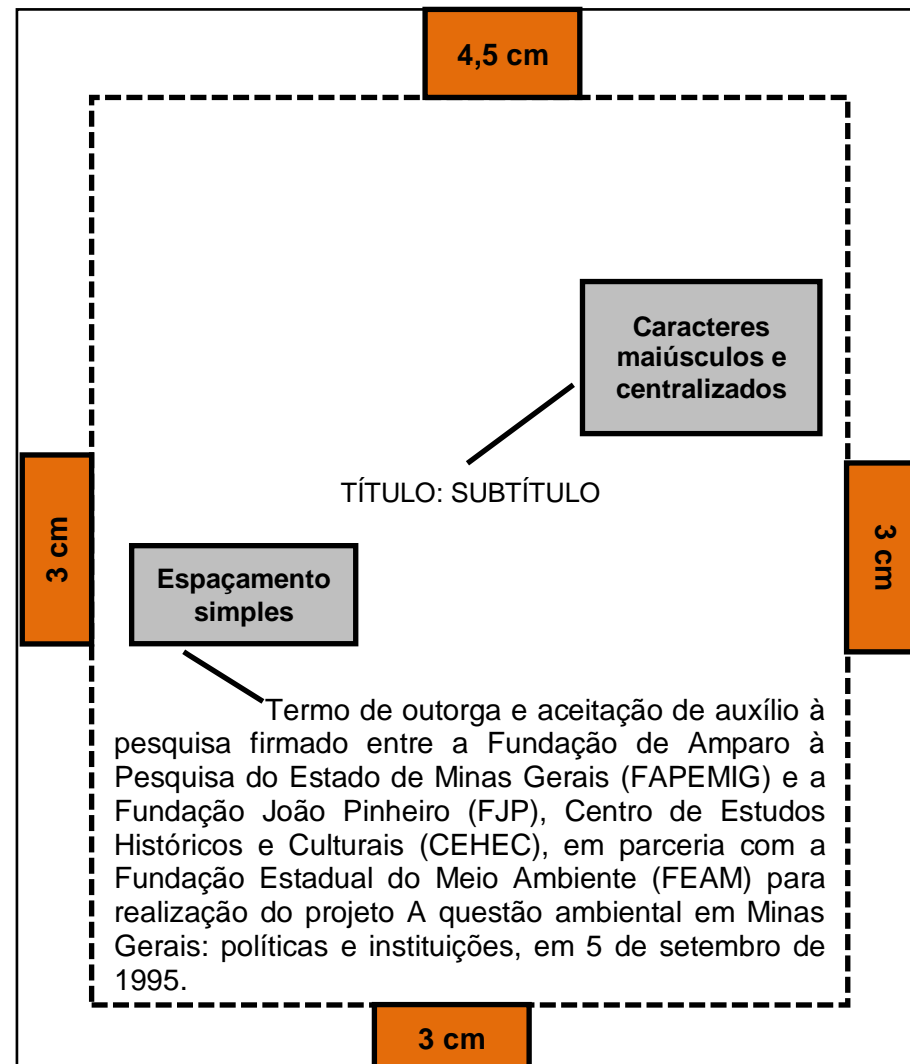 4,5 cm
Caracteres
maiúsculos e
centralizados
TÍTULO: SUBTÍTULO
3 cm
3 cm
Espaçamento
simples
Termo de outorga e aceitação de auxílio à
pesquisa firmado entre a Fundação de Amparo à
Pesquisa do Estado de Minas Gerais (FAPEMIG) e a
Fundação João Pinheiro (FJP), Centro de Estudos
Históricos e Culturais (CEHEC), em parceria com a
Fundação Estadual do Meio Ambiente (FEAM) para
realização do projeto A questão ambiental em Minas
Gerais: políticas e instituições, em 5 de setembro de
1995.
3 cm